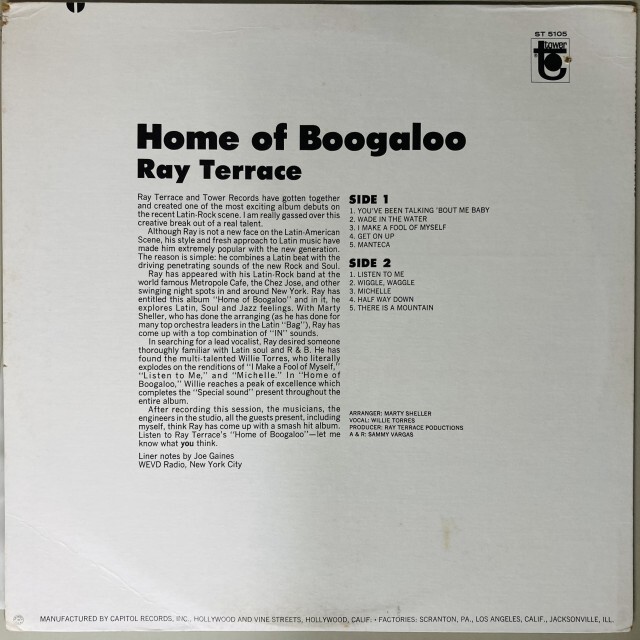 ST 5105
tower
Home of Boogaloo
Ray Terrace
Ray Terrace and Tower Records have gotten together
and created one of the most exciting album debuts on
the recent Latin-Rock scene. I am really gassed over this
creative break out of a real talent.
Although Ray is not a new face on the Latin-American
Scene, his style and fresh approach to Latin music have
made him extremely popular with the new generation.
The reason is simple: he combines a Latin beat with the
driving penetrating sounds of the new Rock and Soul.
Ray has appeared with his Latin-Rock band at the
world famous Metropole Cafe, the Chez Jose, and other
swinging night spots in and around New York. Ray has
entitled this album "Home of Boogaloo" and in it, he
explores Latin, Soul and Jazz feelings. With Marty
Sheller, who has done the arranging (as he has done for
many top orchestra leaders in the Latin "Bag"), Ray has
come up with a top combination of "IN" sounds.
In searching for a lead vocalist, Ray desired someone
thoroughly familiar with Latin soul and R & B. He has
found the multi-talented Willie Torres, who literally
explodes on the renditions of "I Make a Fool of Myself,"
"Listen to Me," and "Michelle." In "Home of
Boogaloo," Willie reaches a peak of excellence which
completes the "Special sound" present throughout the
entire album.
After recording this session, the musicians, the
engineers in the studio, all the guests present, including
myself, think Ray has come up with a smash hit album.
Listen to Ray Terrace's "Home of Boogaloo"—let me
know what you think.
Liner notes by Joe Gaines
WEVD Radio, New York City
SIDE 1
1. YOU'VE BEEN TALKING 'BOUT ME BABY
2. WADE IN THE WATER
3. I MAKE A FOOL OF MYSELF
4. GET ON UP
5. MANTECA
SIDE 2
1. LISTEN TO ME
2. WIGGLE, WAGGLE
3. MICHELLE
4. HALF WAY DOWN
5. THERE IS A MOUNTAIN
ARRANGER: MARTY SHELLER
VOCAL: WILLIE TORRES
PRODUCER: RAY TERRACE PODUCTIONS
A & R: SAMMY VARGAS
MANUFACTURED BY CAPITOL RECORDS, INC., HOLLYWOOD AND VINE STREETS, HOLLYWOOD, CALIF. • FACTORIES: SCRANTON, PA., LOS ANGELES, CALIF., JACKSONVILLE, ILL.